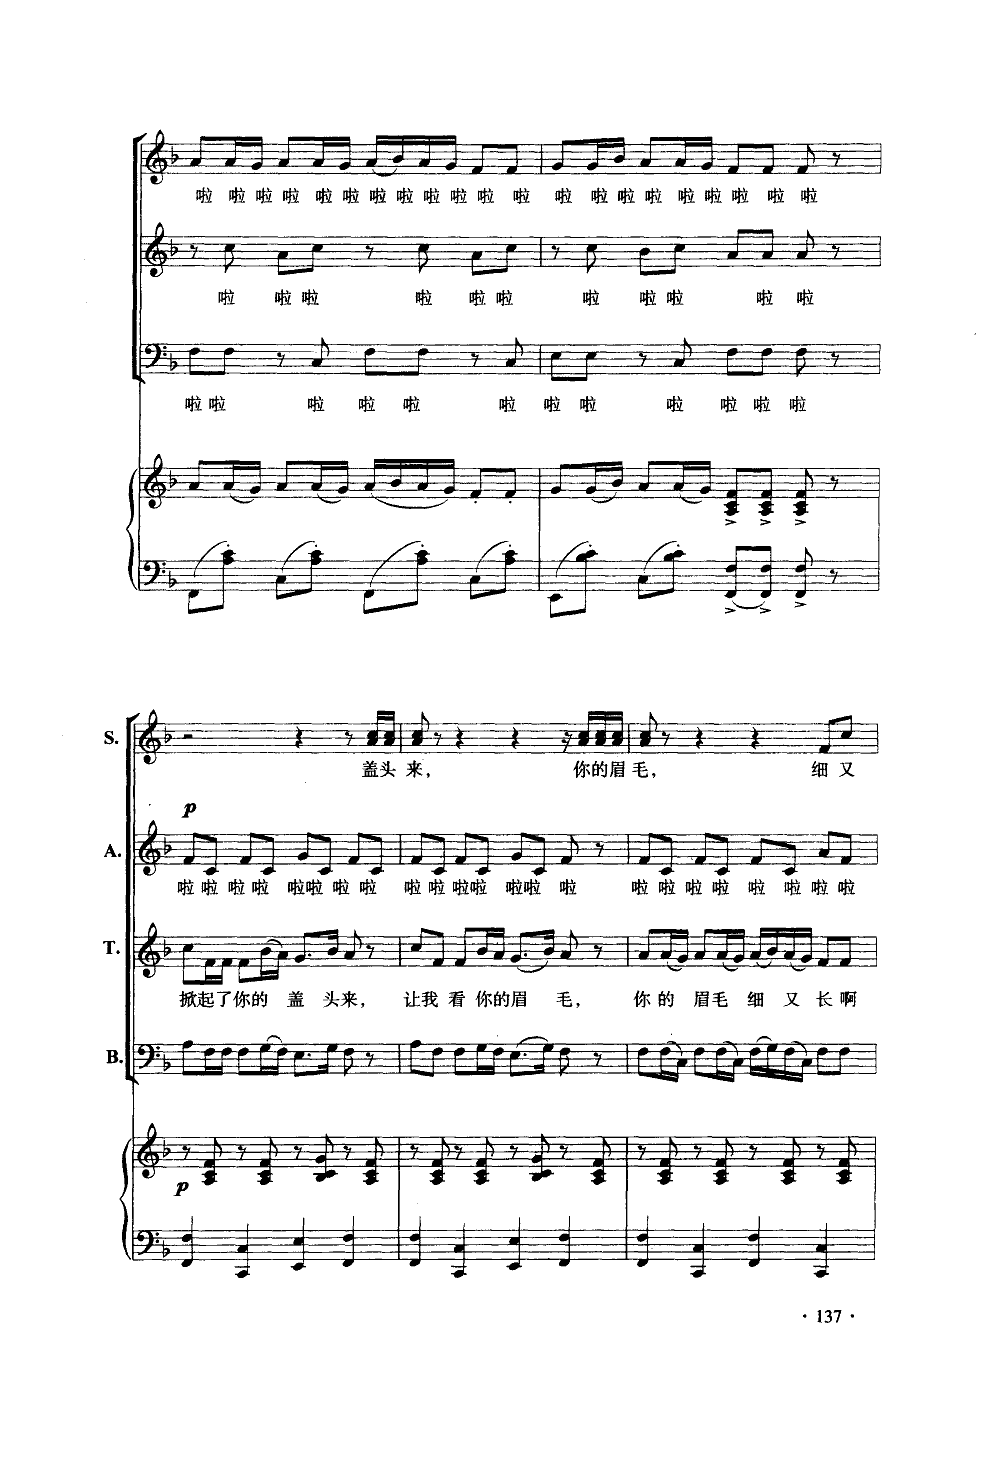 啦 啦 啦 啦 啦 啦 啦 啦 啦 啦 啦 啦 啦 啦 啦 啦 啦 啦 啦 啦
啦 啦 啦 啦 啦 啦 啦 啦 啦 啦 啦
啦 啦 啦 啦 啦 啦 啦 啦 啦 啦 啦 啦
S.
盖头 来， 你的眉毛， 细 又
p
A.
啦 啦 啦 啦 啦啦 啦 啦 啦 啦 啦啦 啦啦 啦 啦 啦 啦 啦 啦 啦 啦 啦
T.
掀起了你的 盖 头来， 让我 看 你的眉 毛， 你 的 眉毛 细 又 长啊
B.
p
· 137 ·